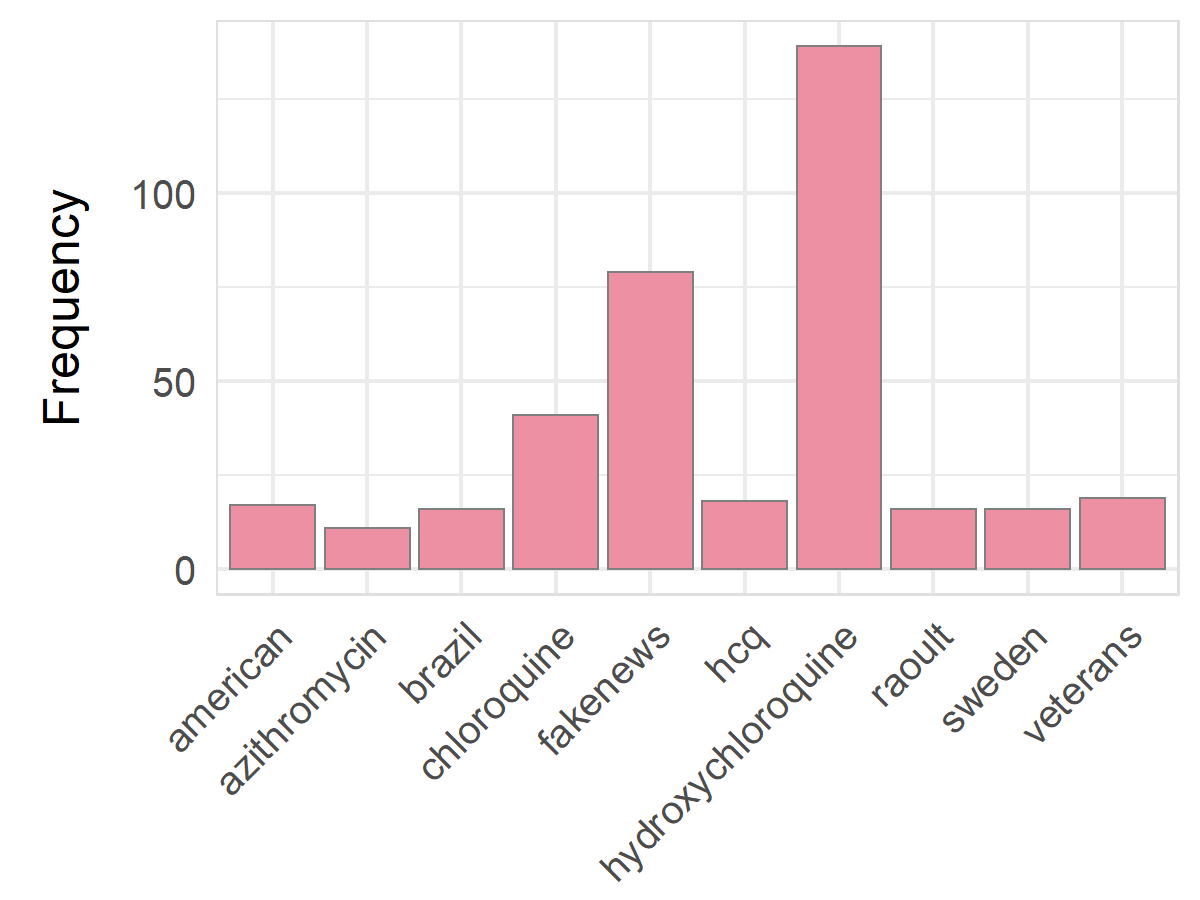 Frequency
100
50
0
american
azithromycin
brazil
chloroquine
fakenews
hcq
hydroxychloroquine
raoult
sweden
veterans